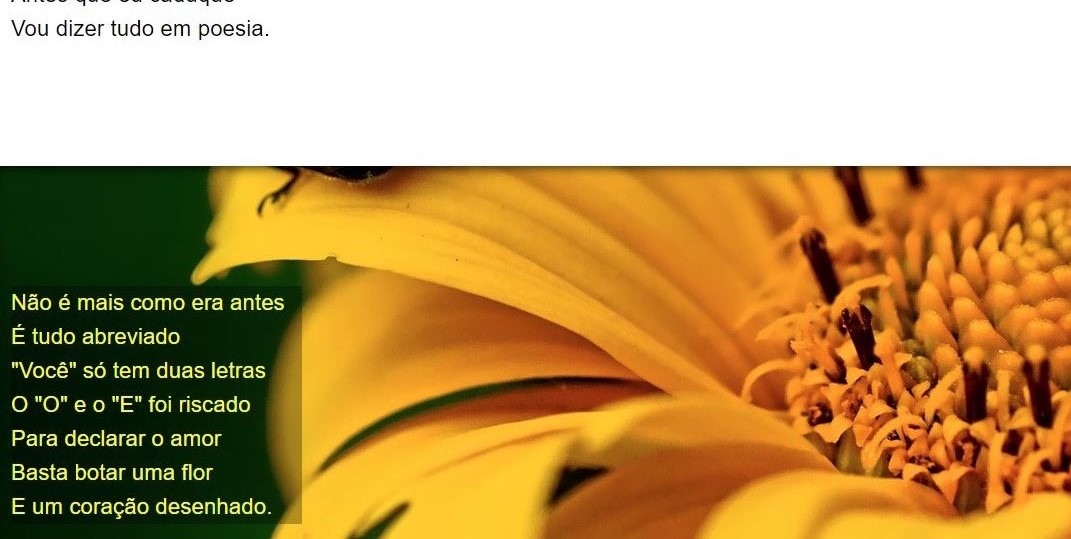 Vou dizer tudo em poesia.
Não é mais como era antes
É tudo abreviado
"Você" só tem duas letras
O "O" e o "E" foi riscado
Para declarar o amor
Basta botar uma flor
E um coração desenhado.